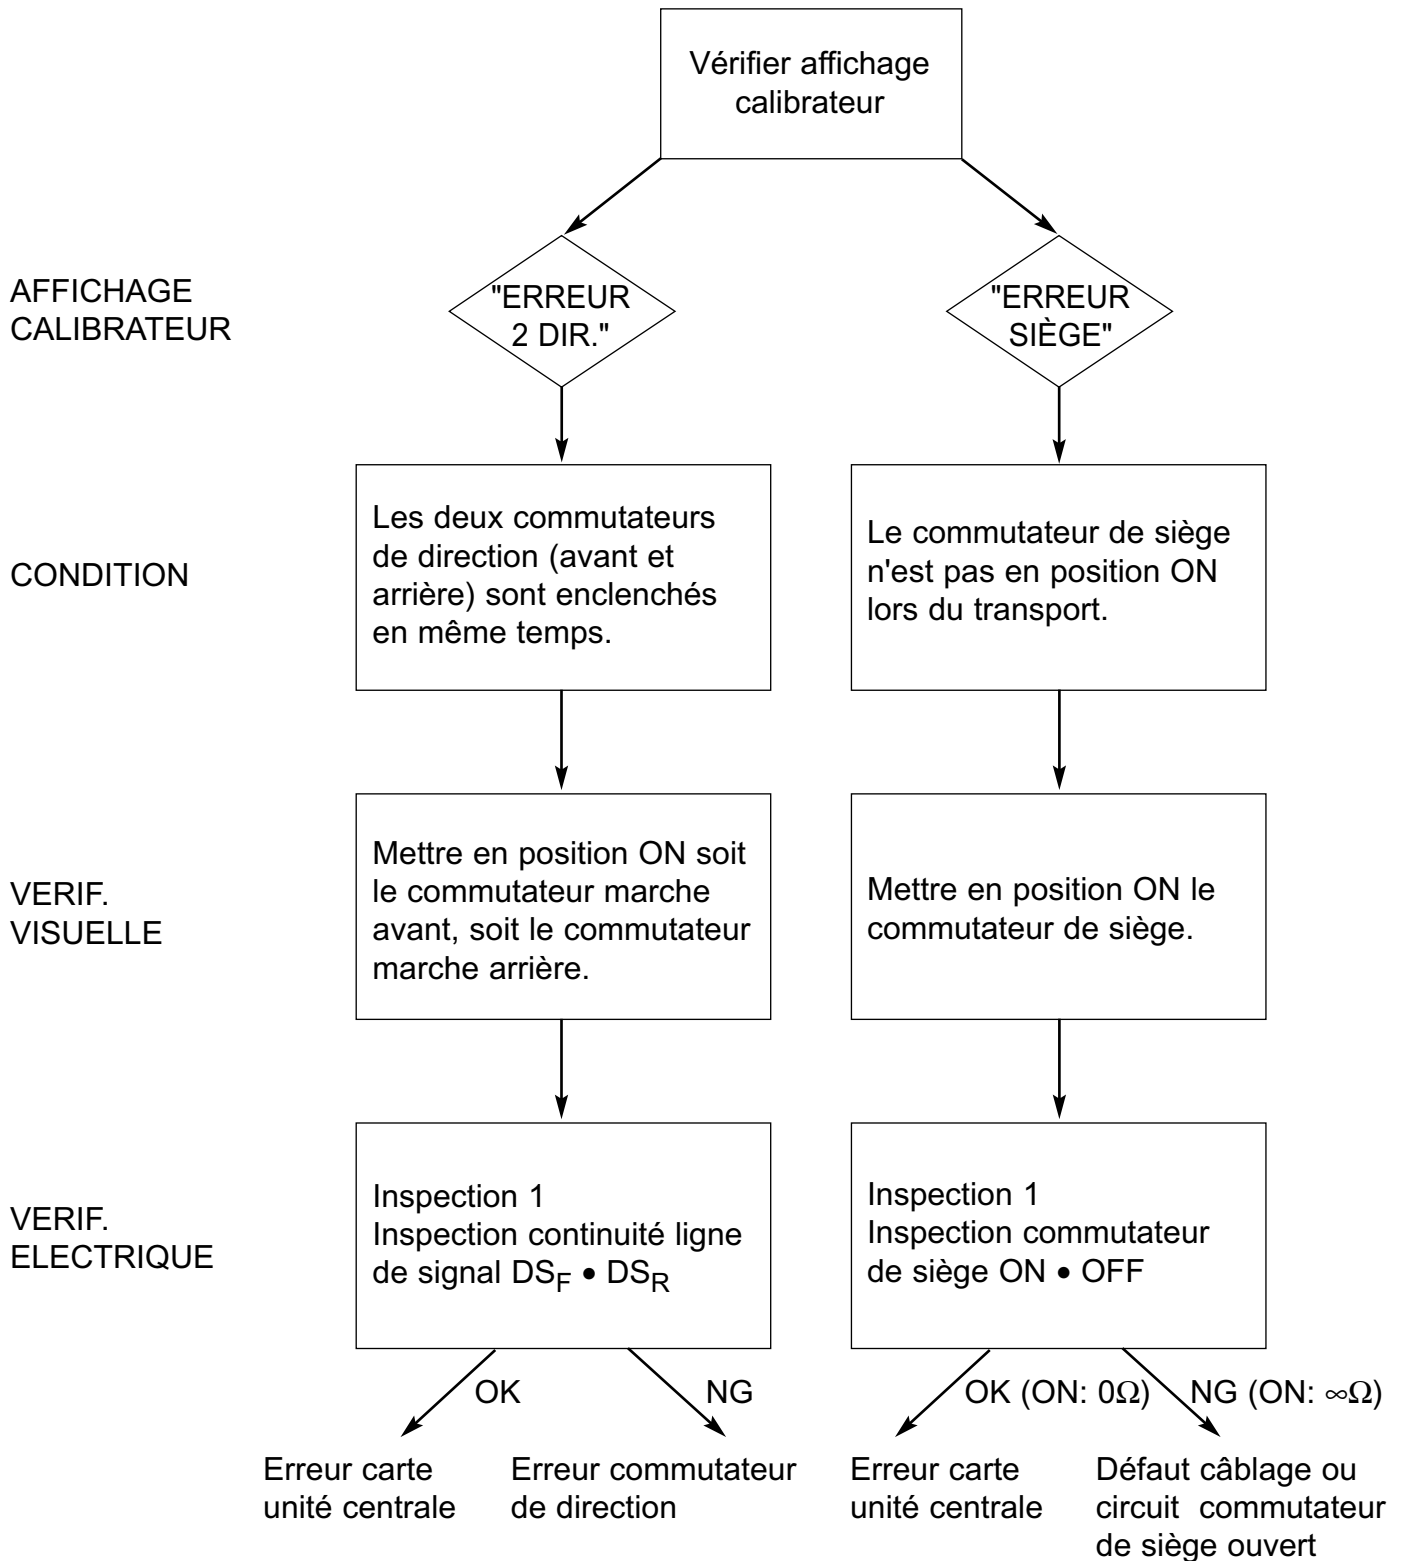 Vérifier affichage
calibrateur
AFFICHAGE
CALIBRATEUR
"ERREUR
2 DIR."
"ERREUR
SIÈGE"
CONDITION
Les deux commutateurs
de direction (avant et
arrière) sont enclenchés
en même temps.
Le commutateur de siège
n'est pas en position ON
lors du transport.
VERIF.
VISUELLE
Mettre en position ON soit
le commutateur marche
avant, soit le commutateur
marche arrière.
Mettre en position ON le
commutateur de siège.
VERIF.
ELECTRIQUE
Inspection 1
Inspection continuité ligne
de signal DSF • DSR
Inspection 1
Inspection commutateur
de siège ON • OFF
OK
NG
OK (ON: 0Ω)
NG (ON: ∞Ω)
Erreur carte
unité centrale
Erreur commutateur
de direction
Erreur carte
unité centrale
Défaut câblage ou
circuit commutateur
de siège ouvert